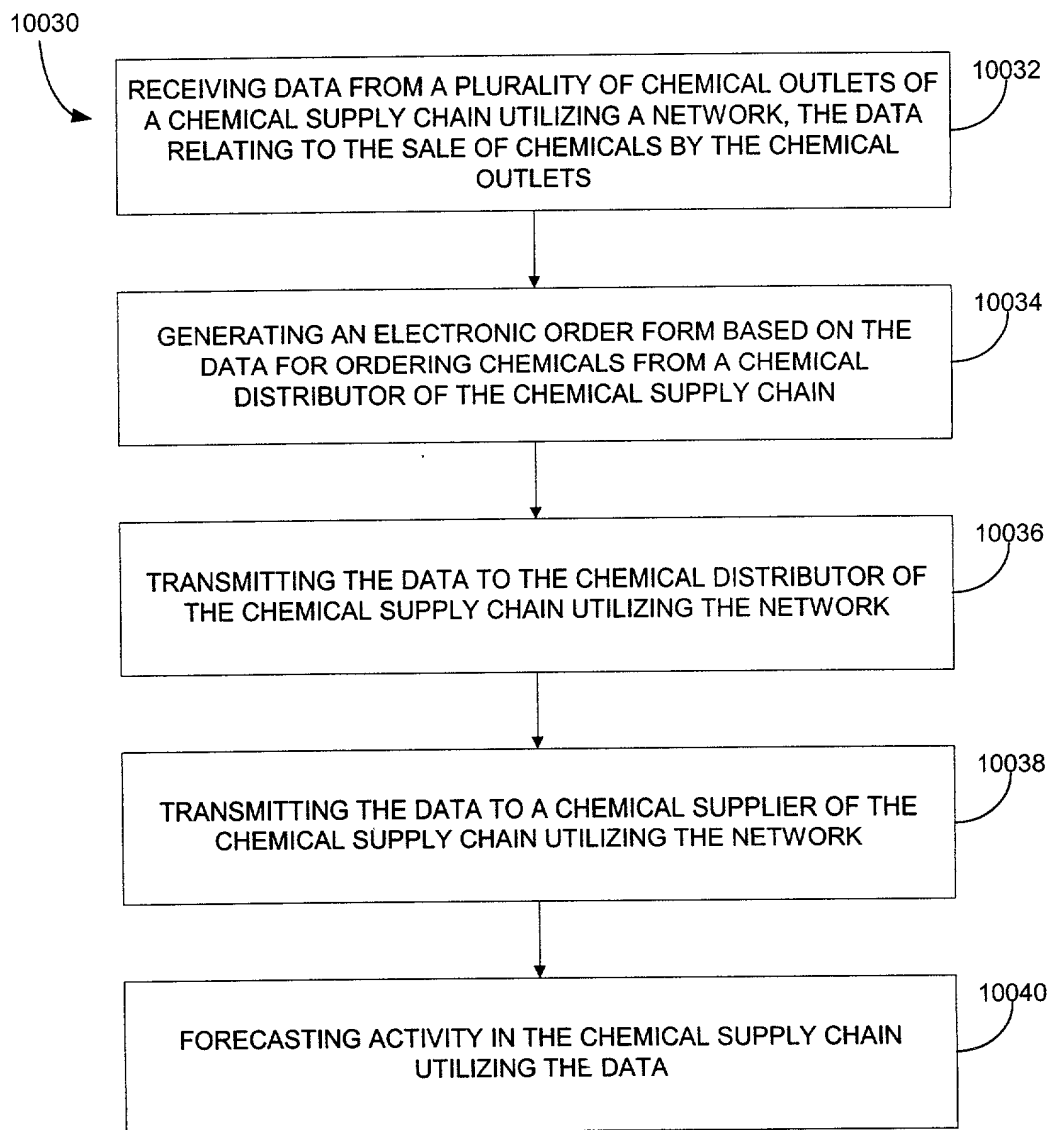 10030
RECEIVING DATA FROM A PLURALITY OF CHEMICAL OUTLETS OF
A CHEMICAL SUPPLY CHAIN UTILIZING A NETWORK, THE DATA
RELATING TO THE SALE OF CHEMICALS BY THE CHEMICAL
OUTLETS
10032
GENERATING AN ELECTRONIC ORDER FORM BASED ON THE
DATA FOR ORDERING CHEMICALS FROM A CHEMICAL
DISTRIBUTOR OF THE CHEMICAL SUPPLY CHAIN
10034
TRANSMITTING THE DATA TO THE CHEMICAL DISTRIBUTOR OF
THE CHEMICAL SUPPLY CHAIN UTILIZING THE NETWORK
10036
TRANSMITTING THE DATA TO A CHEMICAL SUPPLIER OF THE
CHEMICAL SUPPLY CHAIN UTILIZING THE NETWORK
10038
FORECASTING ACTIVITY IN THE CHEMICAL SUPPLY CHAIN
UTILIZING THE DATA
10040